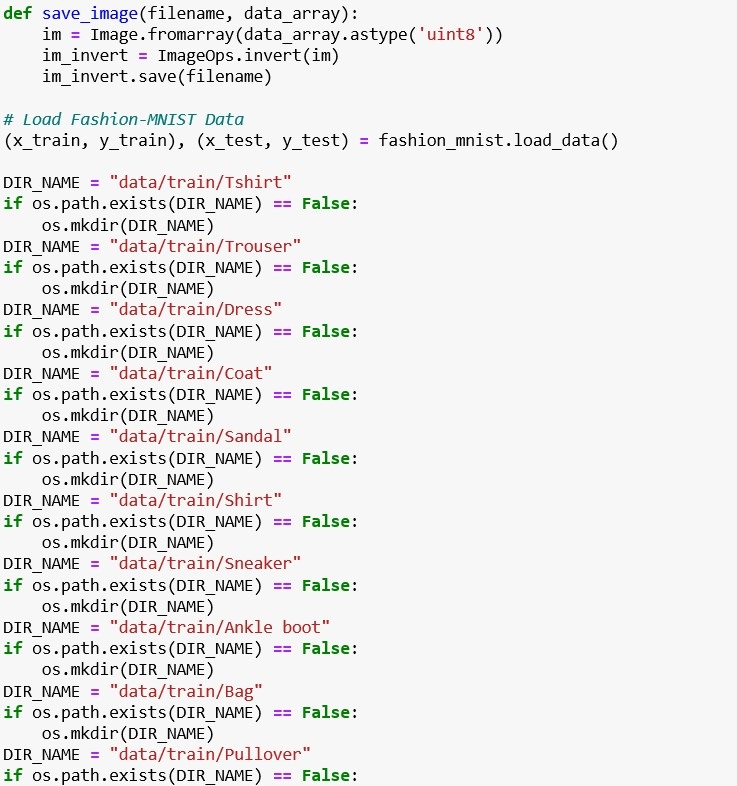 def save_image(filename, data_array):
    im = Image.fromarray(data_array.astype('uint8'))
    im_invert = ImageOps.invert(im)
    im_invert.save(filename)

# Load Fashion-MNIST Data
(x_train, y_train), (x_test, y_test) = fashion_mnist.load_data()

DIR_NAME = "data/train/Tshirt"
if os.path.exists(DIR_NAME) == False:
    os.mkdir(DIR_NAME)
DIR_NAME = "data/train/Trouser"
if os.path.exists(DIR_NAME) == False:
    os.mkdir(DIR_NAME)
DIR_NAME = "data/train/Dress"
if os.path.exists(DIR_NAME) == False:
    os.mkdir(DIR_NAME)
DIR_NAME = "data/train/Coat"
if os.path.exists(DIR_NAME) == False:
    os.mkdir(DIR_NAME)
DIR_NAME = "data/train/Sandal"
if os.path.exists(DIR_NAME) == False:
    os.mkdir(DIR_NAME)
DIR_NAME = "data/train/Shirt"
if os.path.exists(DIR_NAME) == False:
    os.mkdir(DIR_NAME)
DIR_NAME = "data/train/Sneaker"
if os.path.exists(DIR_NAME) == False:
    os.mkdir(DIR_NAME)
DIR_NAME = "data/train/Ankle boot"
if os.path.exists(DIR_NAME) == False:
    os.mkdir(DIR_NAME)
DIR_NAME = "data/train/Bag"
if os.path.exists(DIR_NAME) == False:
    os.mkdir(DIR_NAME)
DIR_NAME = "data/train/Pullover"
if os.path.exists(DIR_NAME) == False: